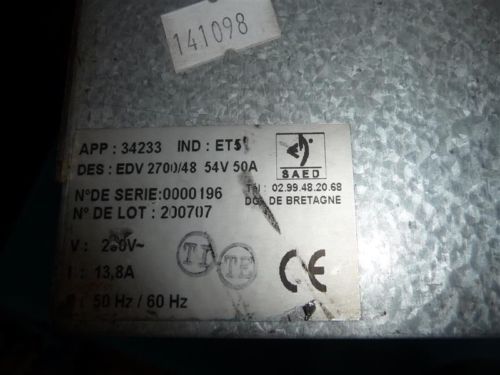 141098
APP : 34233 IND : ET5
DES : EDV 2700/48 54V 50A
SAED
N°DE SERIE:0000196
Tél : 02.99.48.20.68
N° DE LOT : 200707
DE BRETAGNE
V : 230V~
TI TE
CE
I : 13,8A
: 50 Hz / 60 Hz